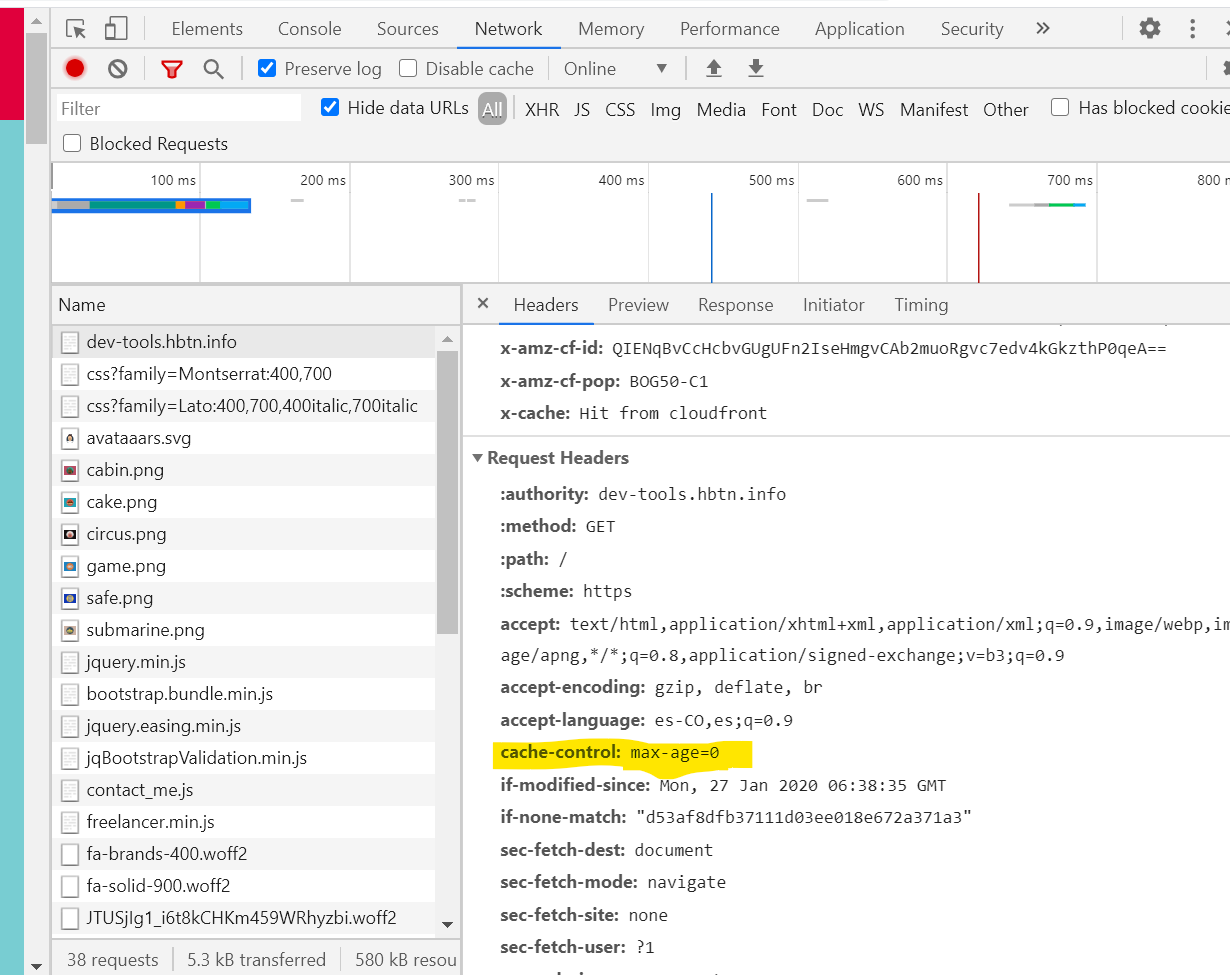 Elements Console Sources Network Memory Performance Application Security
Preserve log Disable cache Online
Filter Hide data URLs All XHR JS CSS Img Media Font Doc WS Manifest Other Has blocked cookie
Blocked Requests
100 ms 200 ms 300 ms 400 ms 500 ms 600 ms 700 ms 800 m
Name
dev-tools.hbtn.info
css?family=Montserrat:400,700
css?family=Lato:400,700,400italic,700italic
avataaars.svg
cabin.png
cake.png
circus.png
game.png
safe.png
submarine.png
jquery.min.js
bootstrap.bundle.min.js
jquery.easing.min.js
jqBootstrapValidation.min.js
contact_me.js
freelancer.min.js
fa-brands-400.woff2
fa-solid-900.woff2
JTUSjIg1_i6t8kCHKm459WRhyzbi.woff2
38 requests 5.3 kB transferred 580 kB resou
Headers Preview Response Initiator Timing
x-amz-cf-id: QIENqBvCcHcbvGUgUFn2IseHmgvCAb2muoRgvc7edv4kGkzthP0qeA==
x-amz-cf-pop: BOG50-C1
x-cache: Hit from cloudfront
Request Headers
:authority: dev-tools.hbtn.info
:method: GET
:path: /
:scheme: https
accept: text/html,application/xhtml+xml,application/xml;q=0.9,image/webp,im
age/apng,*/*;q=0.8,application/signed-exchange;v=b3;q=0.9
accept-encoding: gzip, deflate, br
accept-language: es-CO,es;q=0.9
cache-control: max-age=0
if-modified-since: Mon, 27 Jan 2020 06:38:35 GMT
if-none-match: "d53af8dfb37111d03ee018e672a371a3"
sec-fetch-dest: document
sec-fetch-mode: navigate
sec-fetch-site: none
sec-fetch-user: ?1